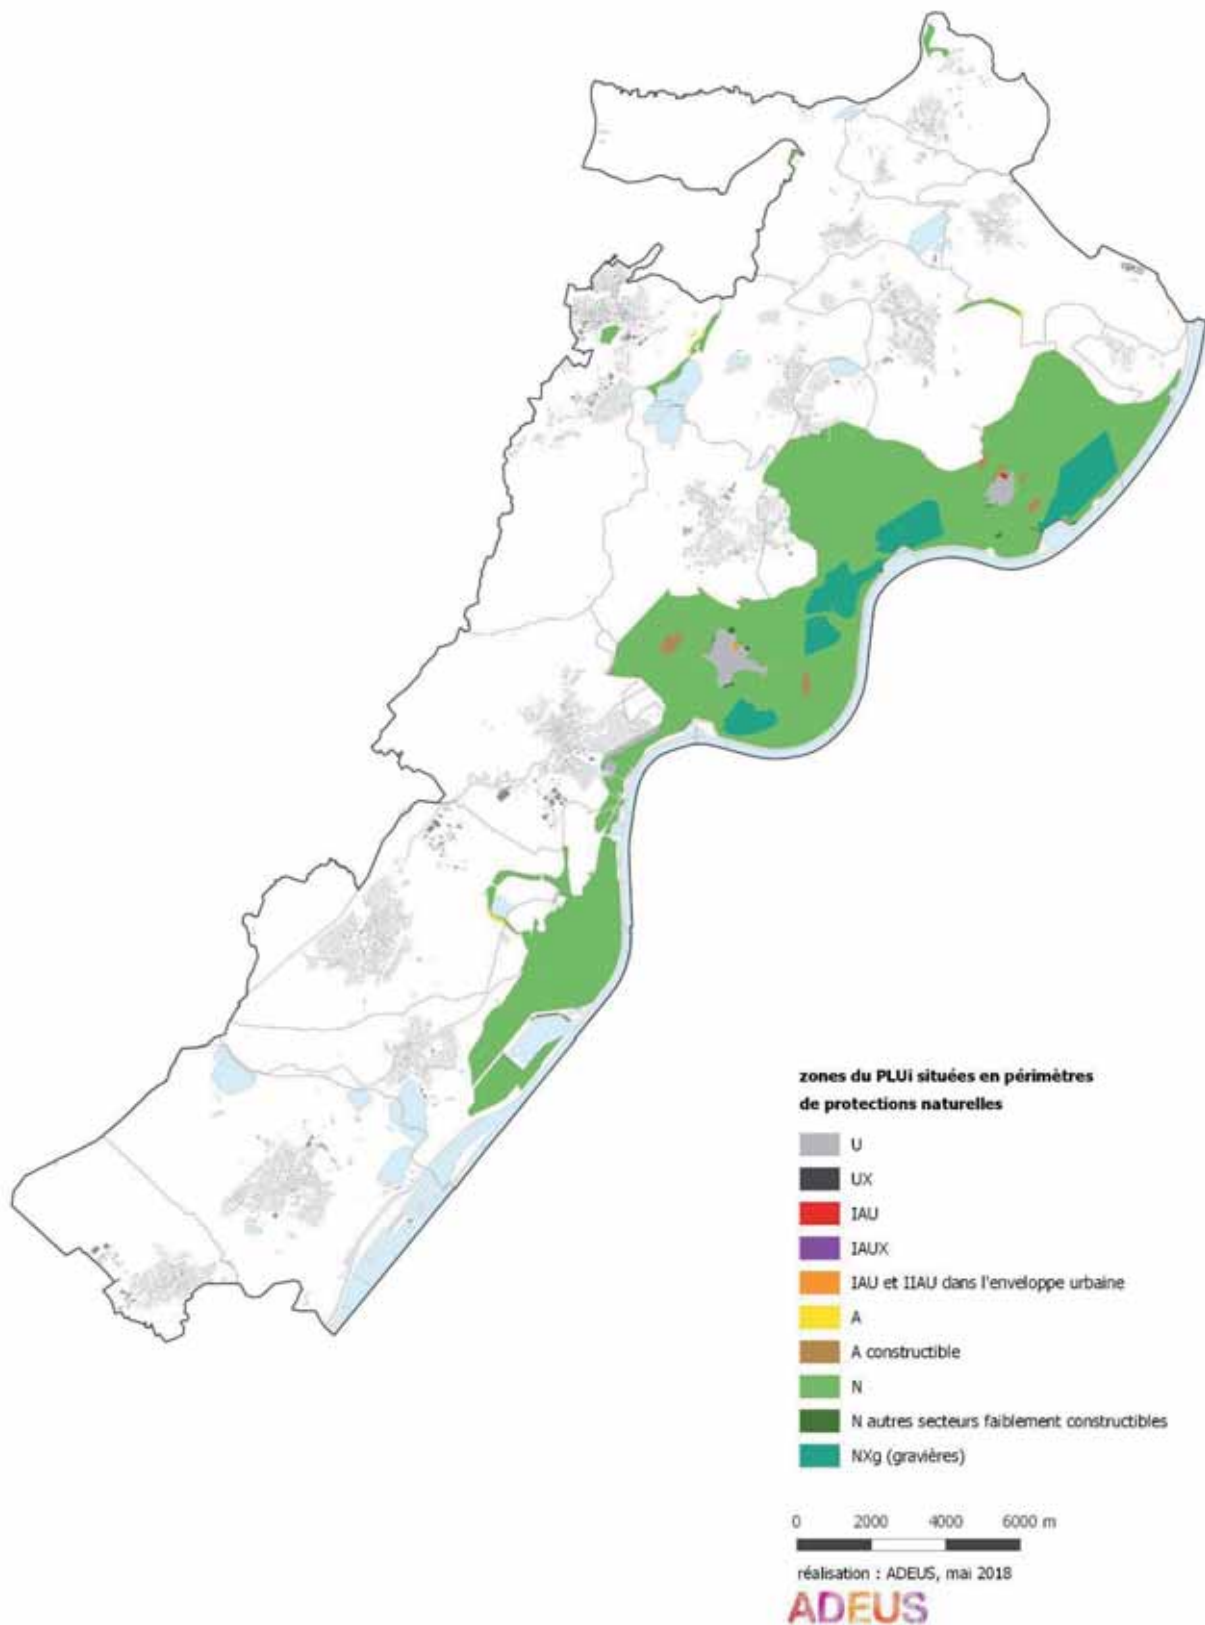 zones du PLUi situées en périmètres
de protections naturelles
U
UX
IAU
IAUX
IAU et IIAU dans l'enveloppe urbaine
A
A constructible
N
N autres secteurs faiblement constructibles
NXg (gravières)
0 2000 4000 6000 m
réalisation : ADEUS, mai 2018
ADEUS